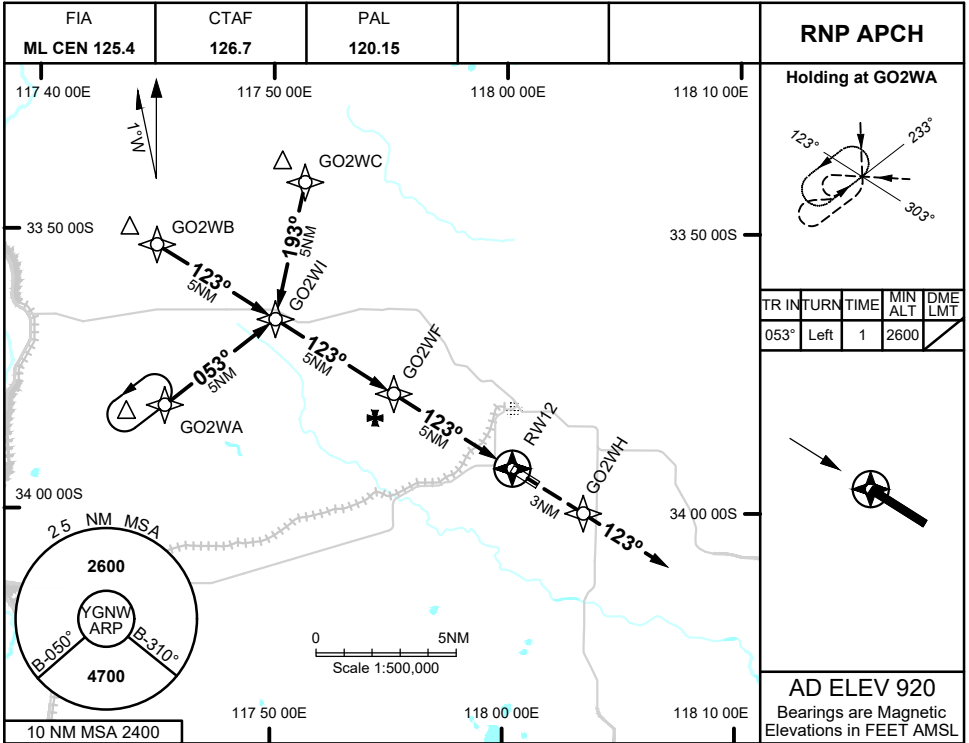 FIA
ML CEN 125.4
CTAF
126.7
PAL
120.15
RNP APCH
117 40 00E
117 50 00E
118 00 00E
118 10 00E
1°W
GO2WC
GO2WB
193°
5NM
33 50 00S
33 50 00S
123°
5NM
GO2WI
053°
5NM
GO2WA
123°
5NM
GO2WF
123°
5NM
RW12
3NM
GO2WH
123°
34 00 00S
34 00 00S
25 NM MSA
2600
YGNW
ARP
B-050°
B-310°
4700
0
5NM
Scale 1:500,000
117 50 00E
118 00 00E
10 NM MSA 2400
Holding at GO2WA
123°
233°
303°
TR IN TURN TIME MIN ALT DME LMT
053° Left 1 2600
AD ELEV 920
Bearings are Magnetic
Elevations in FEET AMSL